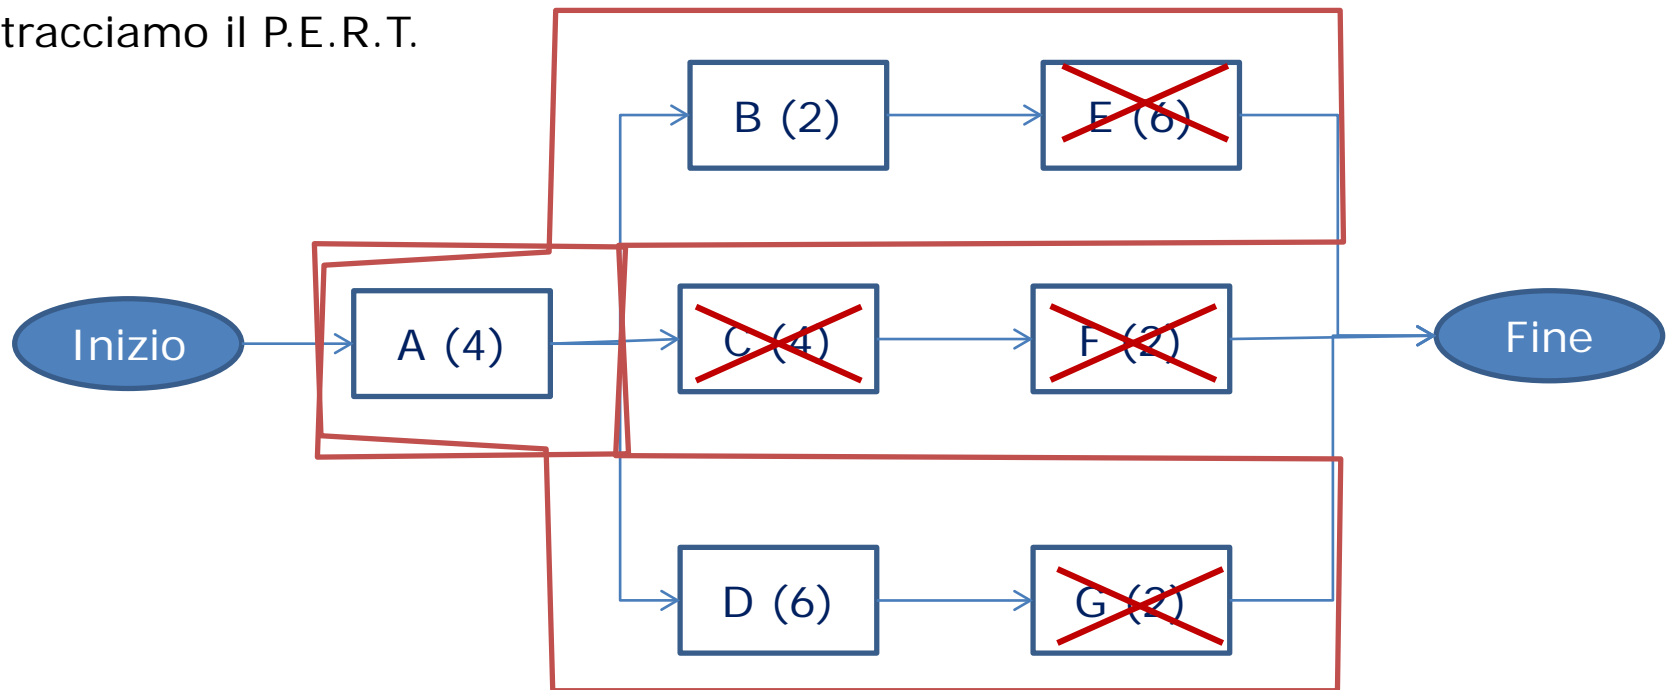 tracciamo il P.E.R.T.
B (2)
E (6)
Inizio
A (4)
C (4)
F (2)
Fine
D (6)
G (2)